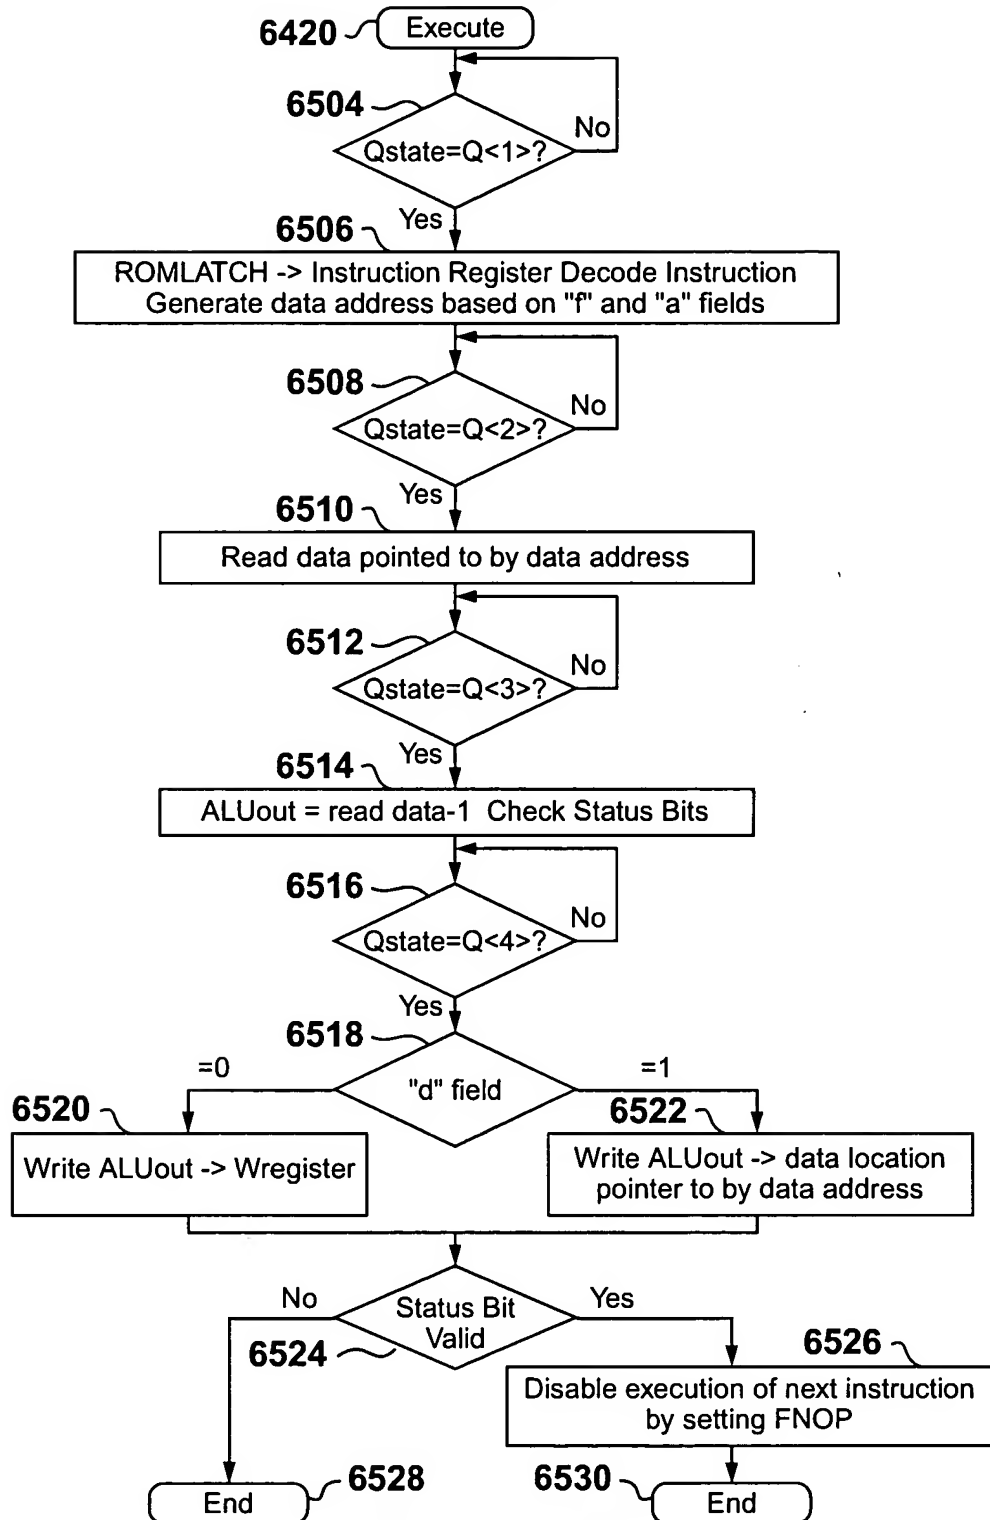 6420
Execute
6504
No
Qstate=Q<1>?
Yes
6506
ROMLATCH -> Instruction Register Decode Instruction
Generate data address based on "f" and "a" fields
6508
No
Qstate=Q<2>?
Yes
6510
Read data pointed to by data address
6512
No
Qstate=Q<3>?
Yes
6514
ALUout = read data-1 Check Status Bits
6516
No
Qstate=Q<4>?
Yes
6518
=0
"d" field
=1
6520
Write ALUout -> Wregister
6522
Write ALUout -> data location
pointer to by data address
No
Status Bit
Valid
Yes
6524
6526
Disable execution of next instruction
by setting FNOP
End
6528
6530
End